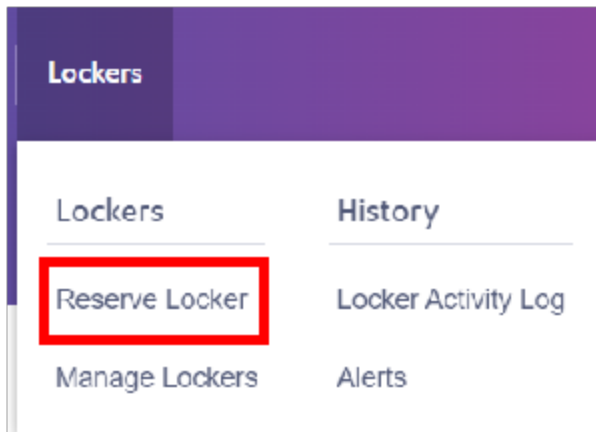 Lockers
Lockers
Reserve Locker
Manage Lockers
History
Locker Activity Log
Alerts